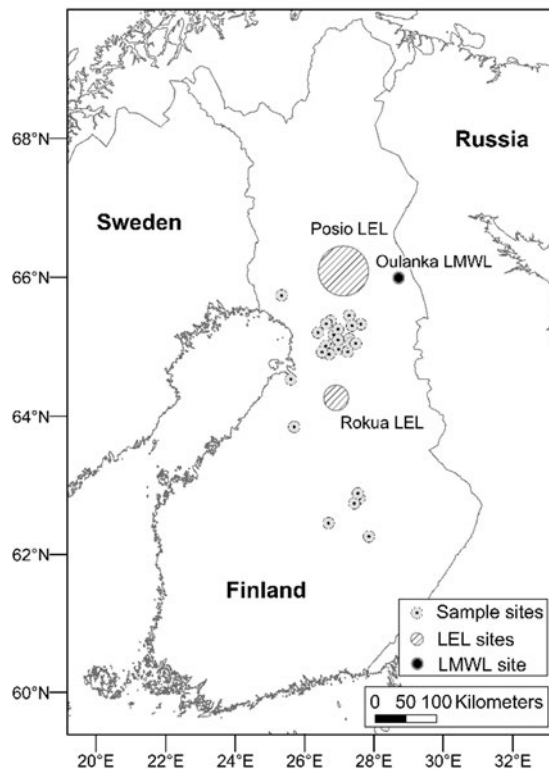 68°N
Russia
Sweden
Posio LEL
Oulanka LMWL
66°N
64°N
Rokua LEL
62°N
Finland
Sample sites
LEL sites
LMWL site
60°N
0 50 100 Kilometers
20°E 22°E 24°E 26°E 28°E 30°E 32°E